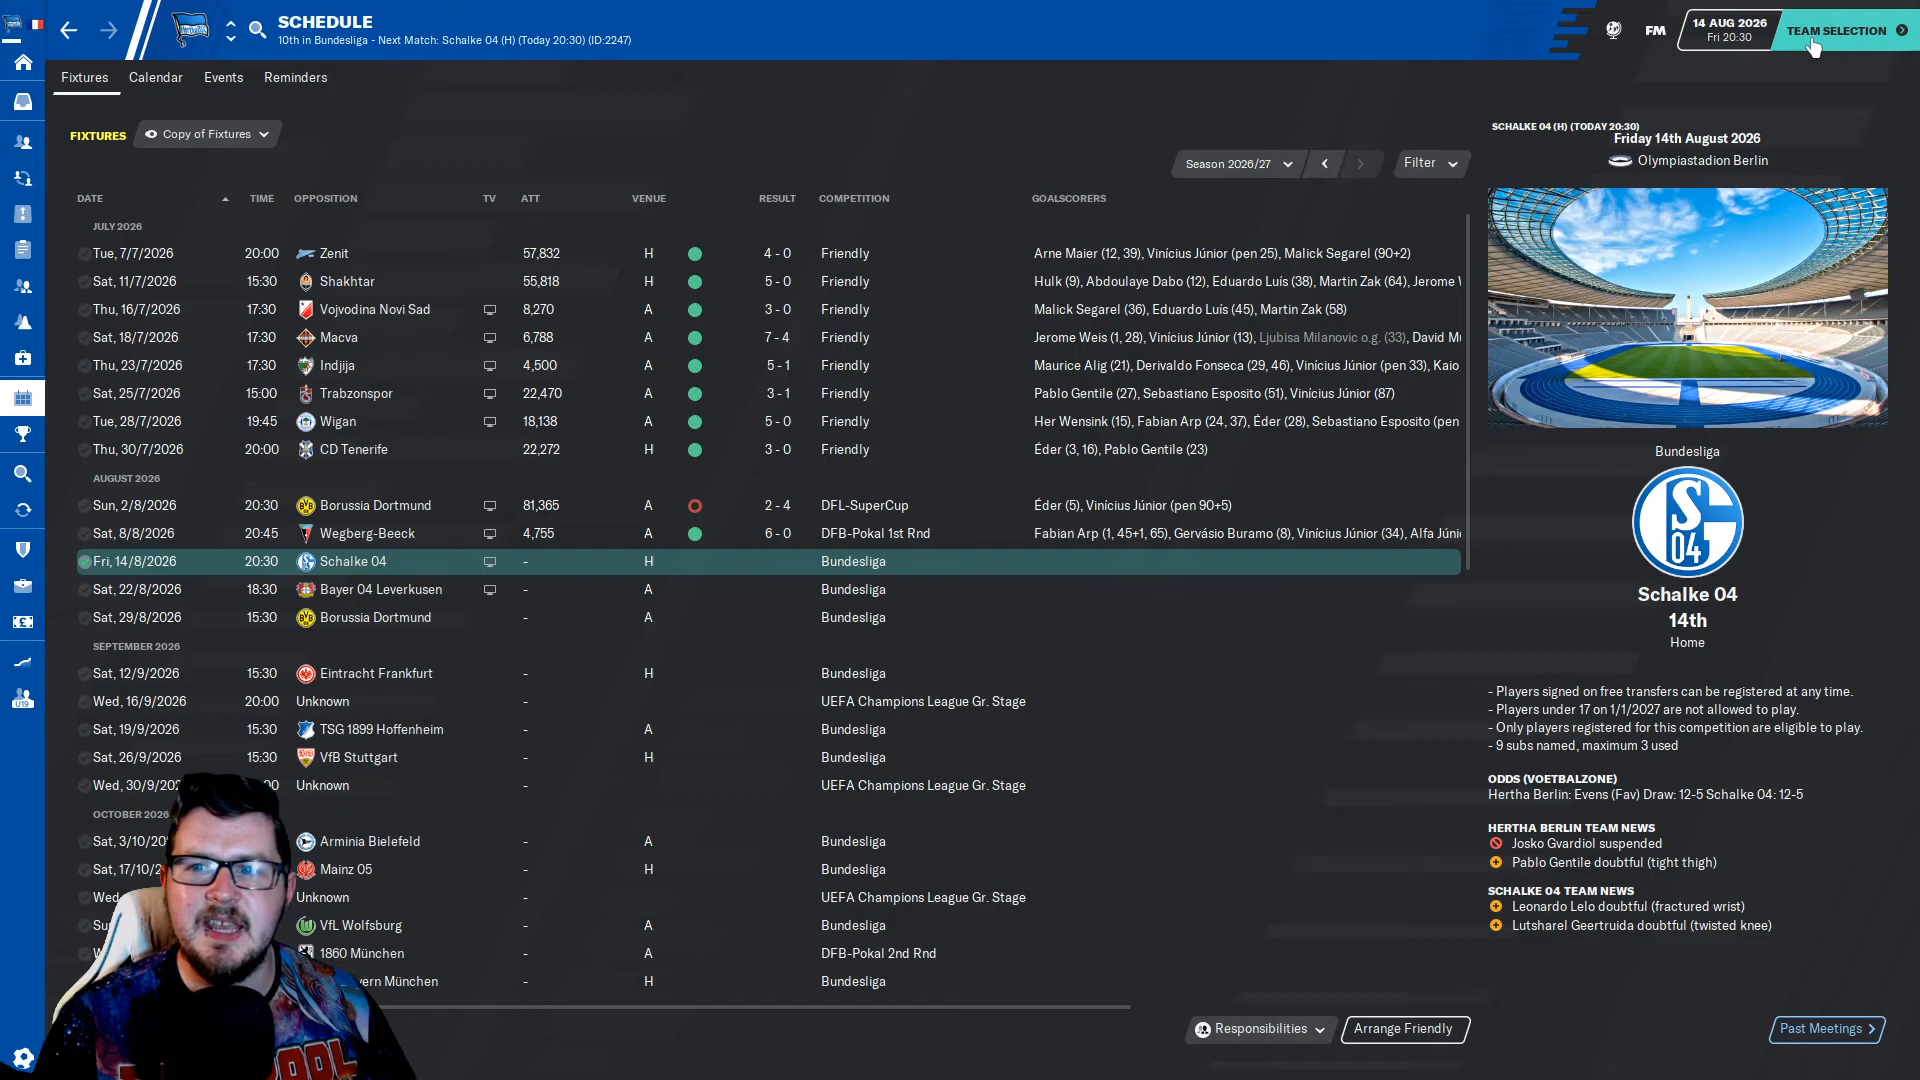 SCHEDULE
10th in Bundesliga - Next Match: Schalke 04 (H) (Today 20:30) (ID:2247)
FM
14 AUG 2026
Fri 20:30
TEAM SELECTION
Fixtures Calendar Events Reminders
FIXTURES Copy of Fixtures
Season 2026/27 Filter
DATE TIME OPPOSITION TV ATT VENUE RESULT COMPETITION GOALSCORERS
JULY 2026
Tue, 7/7/2026 20:00 Zenit 57,832 H 4 - 0 Friendly Arne Maier (12, 39), Vinícius Júnior (pen 25), Malick Segarel (90+2)
Sat, 11/7/2026 15:30 Shakhtar 55,818 H 5 - 0 Friendly Hulk (9), Abdoulaye Dabo (12), Eduardo Luís (38), Martin Zak (64), Jerome
Thu, 16/7/2026 17:30 Vojvodina Novi Sad 8,270 A 3 - 0 Friendly Malick Segarel (36), Eduardo Luís (45), Martin Zak (58)
Sat, 18/7/2026 17:30 Macva 6,788 A 7 - 4 Friendly Jerome Weis (1, 28), Vinícius Júnior (13), Ljubisa Milanovic o.g. (33), David
Thu, 23/7/2026 17:30 Indjija 4,500 A 5 - 1 Friendly Maurice Alig (21), Derivaldo Fonseca (29, 46), Vinícius Júnior (pen 33), Kaio
Sat, 25/7/2026 15:00 Trabzonspor 22,470 A 3 - 1 Friendly Pablo Gentile (27), Sebastiano Esposito (51), Vinícius Júnior (87)
Tue, 28/7/2026 19:45 Wigan 18,138 A 5 - 0 Friendly Her Wensink (15), Fabian Arp (24, 37), Éder (28), Sebastiano Esposito (pen
Thu, 30/7/2026 20:00 CD Tenerife 22,272 H 3 - 0 Friendly Éder (3, 16), Pablo Gentile (23)
AUGUST 2026
Sun, 2/8/2026 20:30 Borussia Dortmund 81,365 A 2 - 4 DFL-SuperCup Éder (5), Vinícius Júnior (pen 90+5)
Sat, 8/8/2026 20:45 Wegberg-Beeck 4,755 A 6 - 0 DFB-Pokal 1st Rnd Fabian Arp (1, 45+1, 65), Gervásio Buramo (8), Vinícius Júnior (34), Alfa
Fri, 14/8/2026 20:30 Schalke 04 - H Bundesliga
Sat, 22/8/2026 18:30 Bayer 04 Leverkusen - A Bundesliga
Sat, 29/8/2026 15:30 Borussia Dortmund - A Bundesliga
SEPTEMBER 2026
Sat, 12/9/2026 15:30 Eintracht Frankfurt - H Bundesliga
Wed, 16/9/2026 20:00 Unknown - UEFA Champions League Gr. Stage
Sat, 19/9/2026 15:30 TSG 1899 Hoffenheim - A Bundesliga
Sat, 26/9/2026 15:30 VfB Stuttgart - H Bundesliga
Wed, 30/9/202 Unknown - UEFA Champions League Gr. Stage
OCTOBER 2026
Sat, 3/10/20 Arminia Bielefeld - A Bundesliga
Sat, 17/10/2 Mainz 05 - H Bundesliga
Wed Unknown - UEFA Champions League Gr. Stage
VfL Wolfsburg - A Bundesliga
1860 München - A DFB-Pokal 2nd Rnd
München - H Bundesliga
Responsibilities Arrange Friendly
SCHALKE 04 (H) (TODAY 20:30)
Friday 14th August 2026
Olympiastadion Berlin
Bundesliga
S 04
Schalke 04
14th
Home
- Players signed on free transfers can be registered at any time.
- Players under 17 on 1/1/2027 are not allowed to play.
- Only players registered for this competition are eligible to play.
- 9 subs named, maximum 3 used
ODDS (VOETBALZONE)
Hertha Berlin: Evens (Fav) Draw: 12-5 Schalke 04: 12-5
HERTHA BERLIN TEAM NEWS
Josko Gvardiol suspended
Pablo Gentile doubtful (tight thigh)
SCHALKE 04 TEAM NEWS
Leonardo Lelo doubtful (fractured wrist)
Lutsharel Geertruida doubtful (twisted knee)
Past Meetings
U19